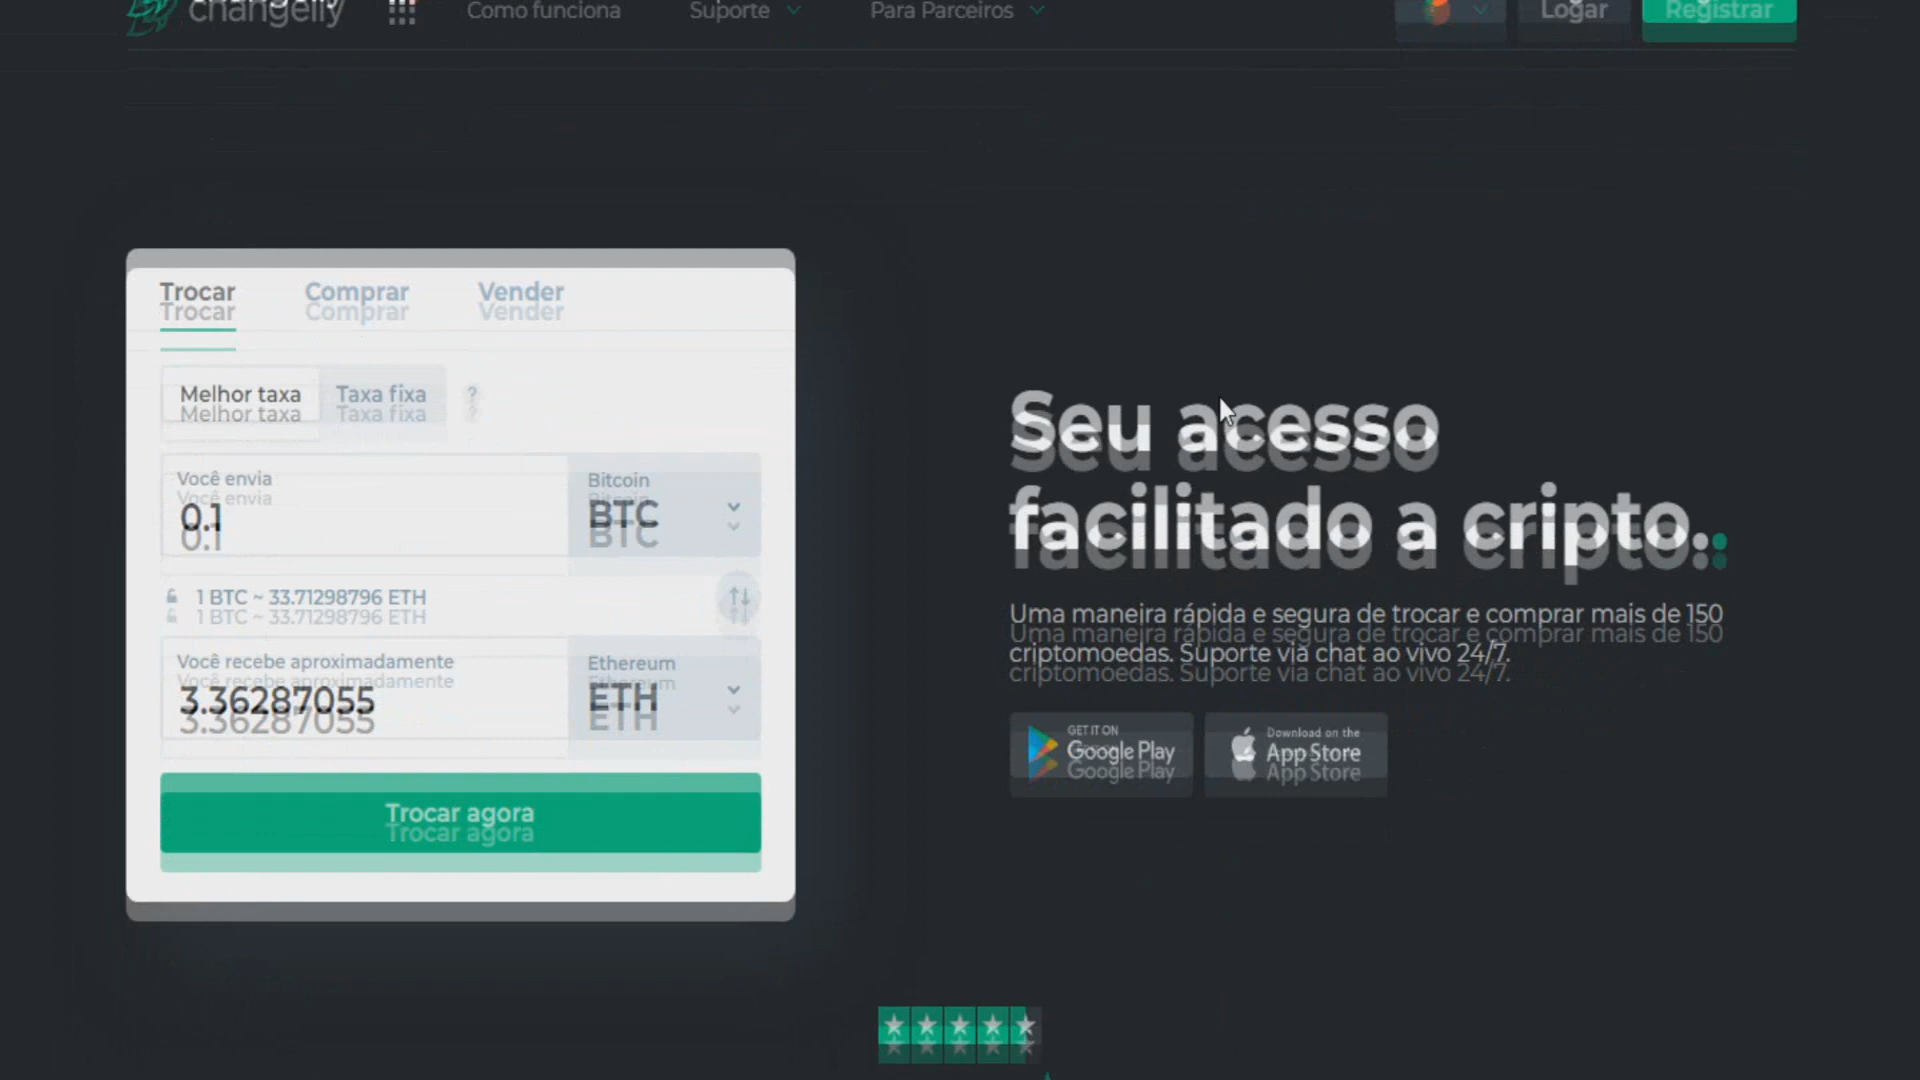 changelly
Como funciona
Suporte
Para Parceiros
Logar
Registrar
Trocar
Comprar
Vender
Melhor taxa
Taxa fixa
?
Você envia
0.1
Bitcoin
BTC
1 BTC ~ 33.71298796 ETH
Você recebe aproximadamente
3.36287055
Ethereum
ETH
Trocar agora
Seu acesso
facilitado a cripto.
Uma maneira rápida e segura de trocar e comprar mais de 150
criptomoedas. Suporte via chat ao vivo 24/7.
GET IT ON
Google Play
Download on the
App Store